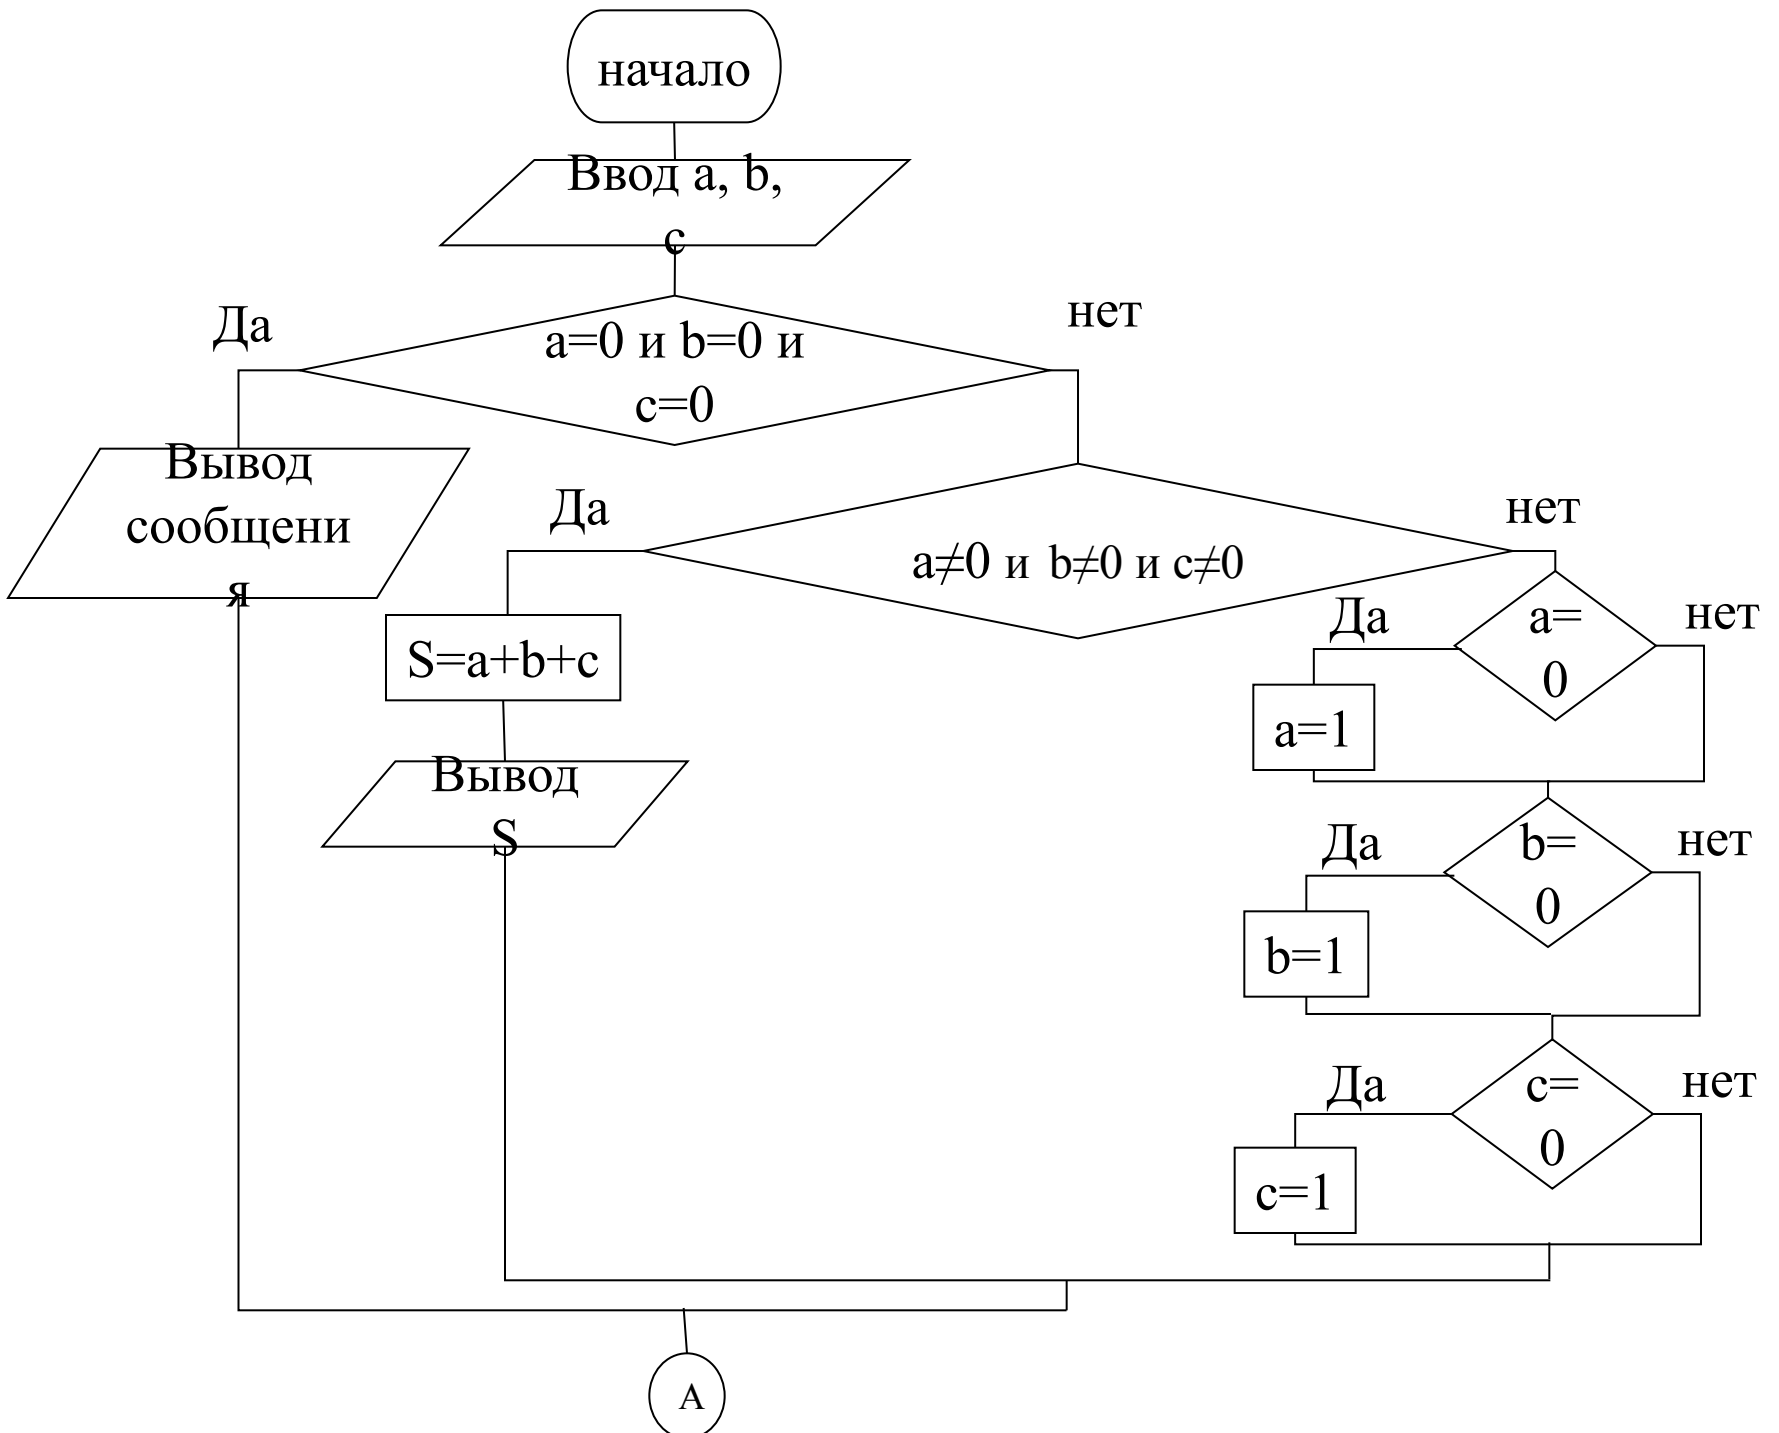 начало
Ввод a, b,
c
Да
нет
a=0 и b=0 и
c=0
Вывод
сообщени
я
Да
нет
a≠0 и b≠0 и c≠0
S=a+b+c
Вывод
S
Да
нет
a=
0
a=1
Да
нет
b=
0
b=1
Да
нет
c=
0
c=1
А